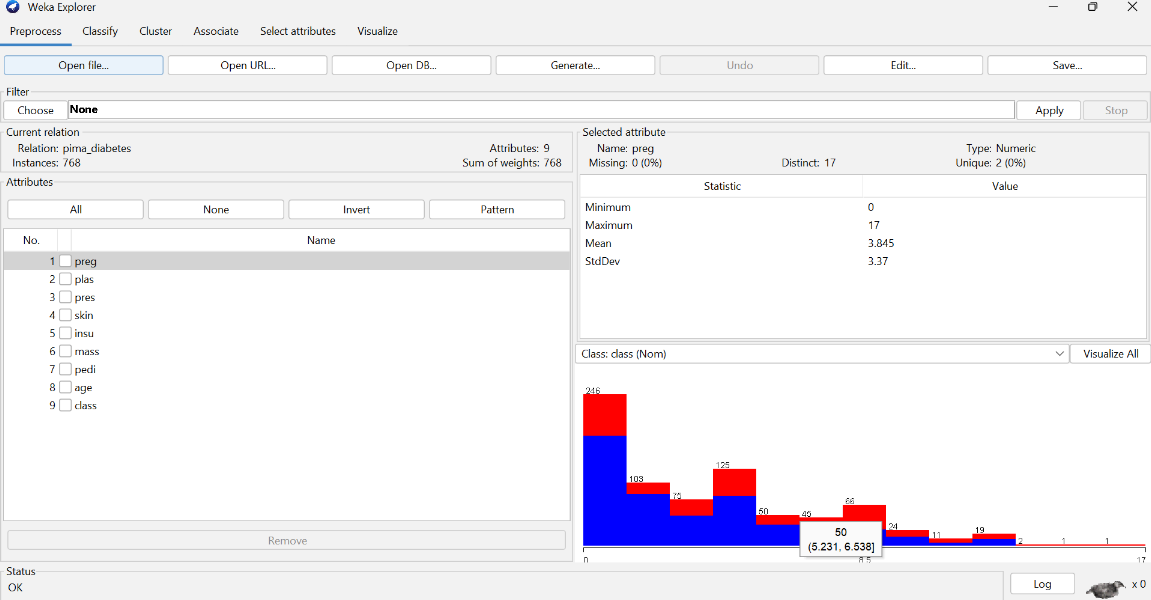 Weka Explorer
Preprocess Classify Cluster Associate Select attributes Visualize
Open file... Open URL... Open DB... Generate... Undo Edit... Save...
Filter
Choose None Apply Stop
Current relation
Relation: pima_diabetes Attributes: 9
Instances: 768 Sum of weights: 768
Attributes
All None Invert Pattern
No. Name
1 preg
2 plas
3 pres
4 skin
5 insu
6 mass
7 pedi
8 age
9 class
Remove
Selected attribute
Name: preg Type: Numeric
Missing: 0 (0%) Distinct: 17 Unique: 2 (0%)
Statistic Value
Minimum 0
Maximum 17
Mean 3.845
StdDev 3.37
Class: class (Nom) Visualize All
246
125
103
75
66
50 45
24
19
11
2 1 1
50
(5.231, 6.538]
0 8.5 17
Status
OK
Log x 0